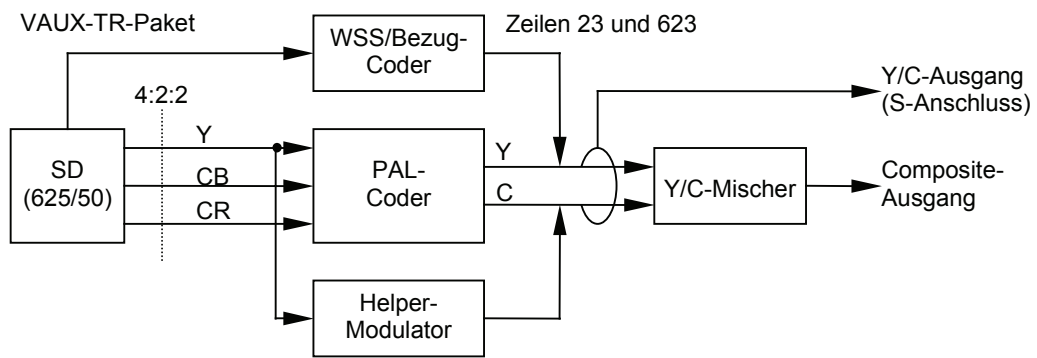 VAUX-TR-Paket
WSS/Bezug-
Coder
Zeilen 23 und 623
Y/C-Ausgang
(S-Anschluss)
4:2:2
SD
(625/50)
Y
CB
CR
PAL-
Coder
Y
C
Y/C-Mischer
Composite-
Ausgang
Helper-
Modulator